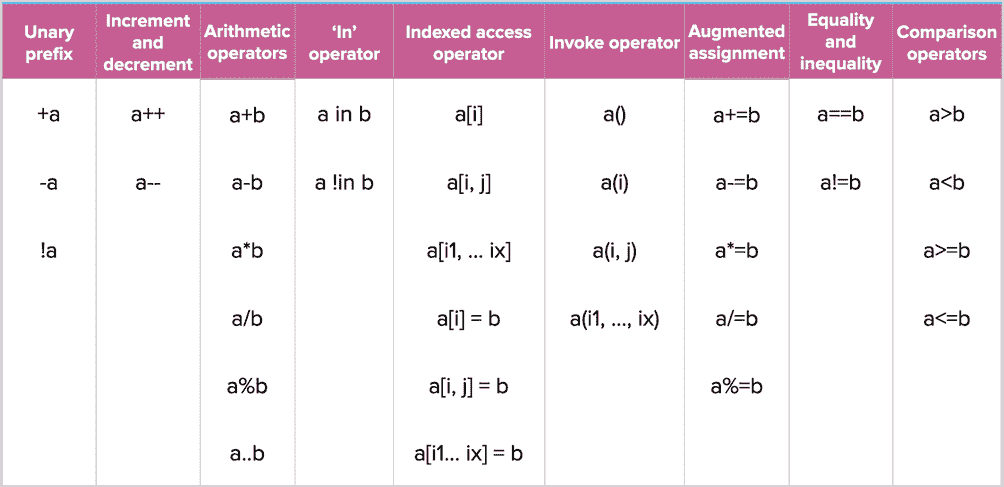 Unary prefix
Increment and decrement
Arithmetic operators
‘In’ operator
Indexed access operator
Invoke operator
Augmented assignment
Equality and inequality
Comparison operators
+a a++ a+b a in b a[i] a() a+=b a==b a>b
-a a-- a-b a !in b a[i, j] a(i) a-=b a!=b a<b
!a a*b a[i1, ... ix] a(i, j) a*=b a>=b
a/b a[i] = b a(i1, ..., ix) a/=b a<=b
a%b a[i, j] = b a%=b
a..b a[i1... ix] = b